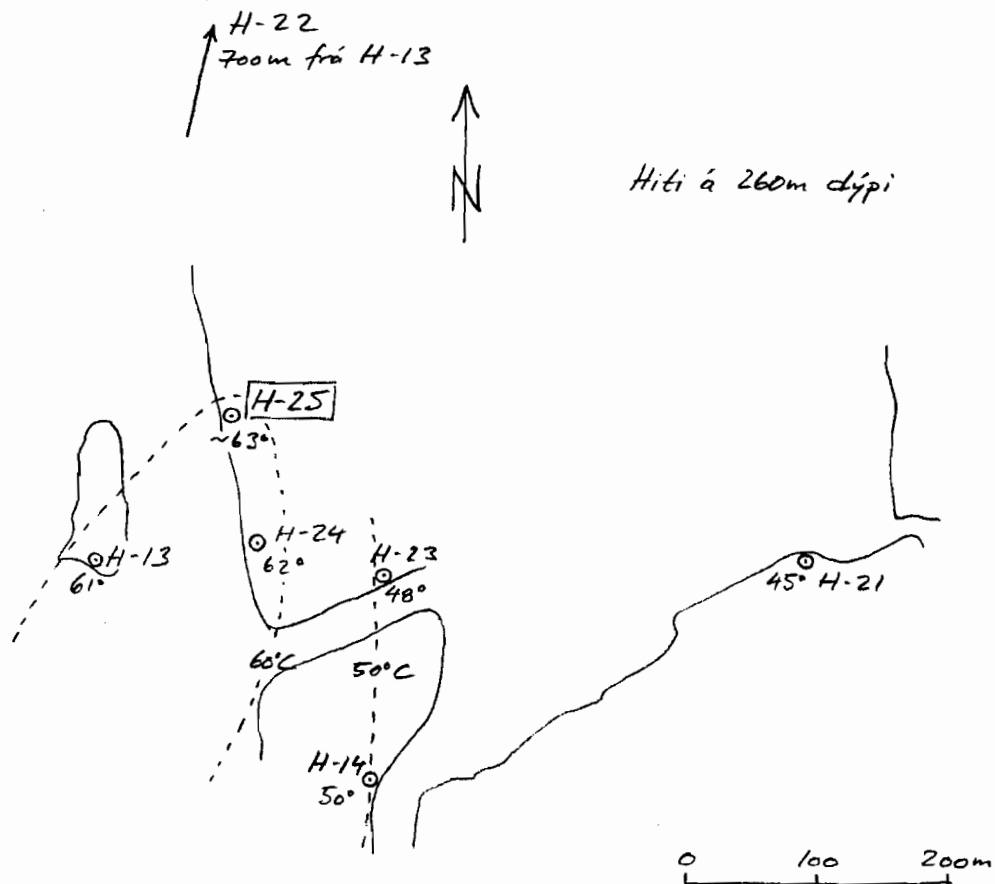 H-22
700m frá H-13
N
Hiti á 260m dýpi
H-25
~63°
H-24
62°
H-13
61°
H-23
48°
45° H-21
60°C
50°C
H-14
50°
0 100 200m